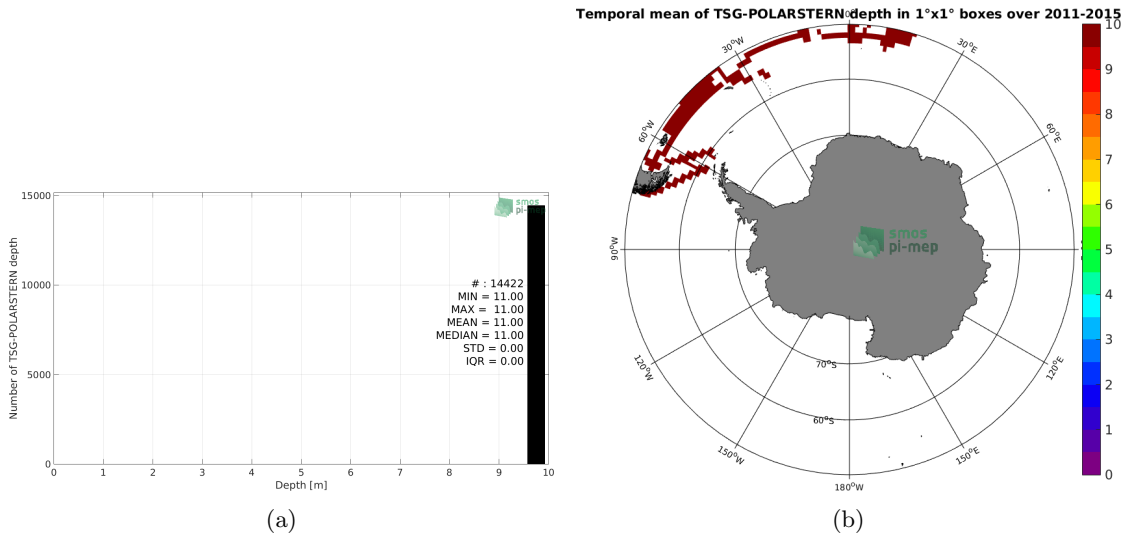 Temporal mean of TSG-POLARSTERN depth in 1°x1° boxes over 2011-2015
0°
30°W
30°E
60°W
60°E
90°W
120°W
120°E
150°W
150°E
180°W
70°S
60°S
smos
pi-mep
10
9
8
7
6
5
4
3
2
1
0
15000
10000
5000
0
Number of TSG-POLARSTERN depth
smos
pi-mep
# : 14422
MIN = 11.00
MAX = 11.00
MEAN = 11.00
MEDIAN = 11.00
STD = 0.00
IQR = 0.00
0 1 2 3 4 5 6 7 8 9 10
Depth [m]
(a)
(b)